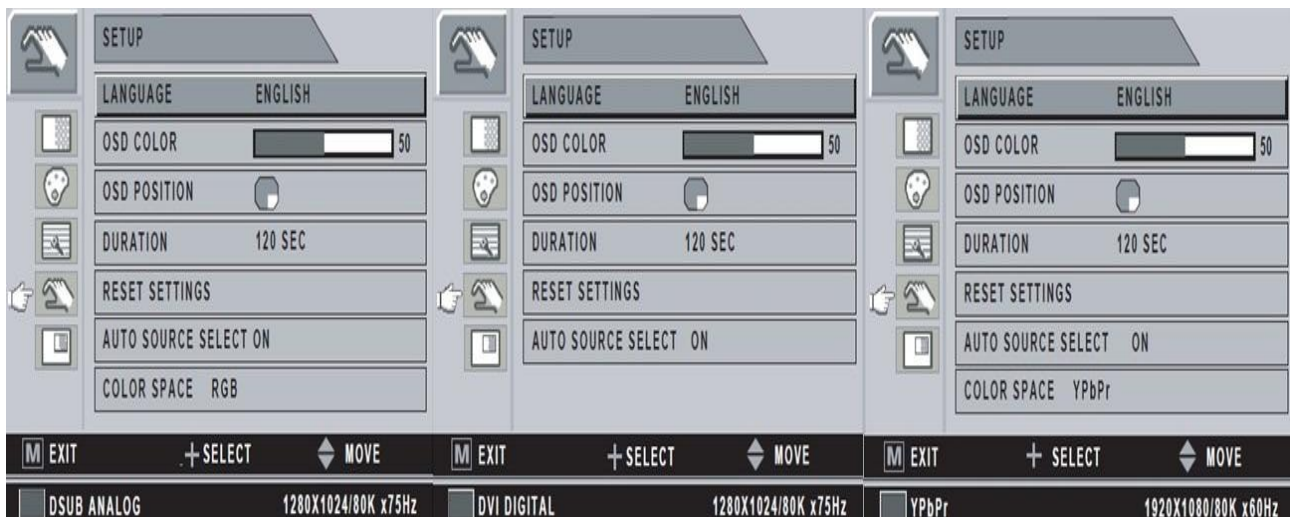 SETUP
LANGUAGE ENGLISH
OSD COLOR 50
OSD POSITION
DURATION 120 SEC
RESET SETTINGS
AUTO SOURCE SELECT ON
COLOR SPACE RGB
M EXIT +SELECT MOVE
DSUB ANALOG 1280X1024/80K x75Hz
SETUP
LANGUAGE ENGLISH
OSD COLOR 50
OSD POSITION
DURATION 120 SEC
RESET SETTINGS
AUTO SOURCE SELECT ON
M EXIT +SELECT MOVE
DVI DIGITAL 1280X1024/80K x75Hz
SETUP
LANGUAGE ENGLISH
OSD COLOR 50
OSD POSITION
DURATION 120 SEC
RESET SETTINGS
AUTO SOURCE SELECT ON
COLOR SPACE YPbPr
M EXIT + SELECT MOVE
YPbPr 1920X1080/80K x60Hz